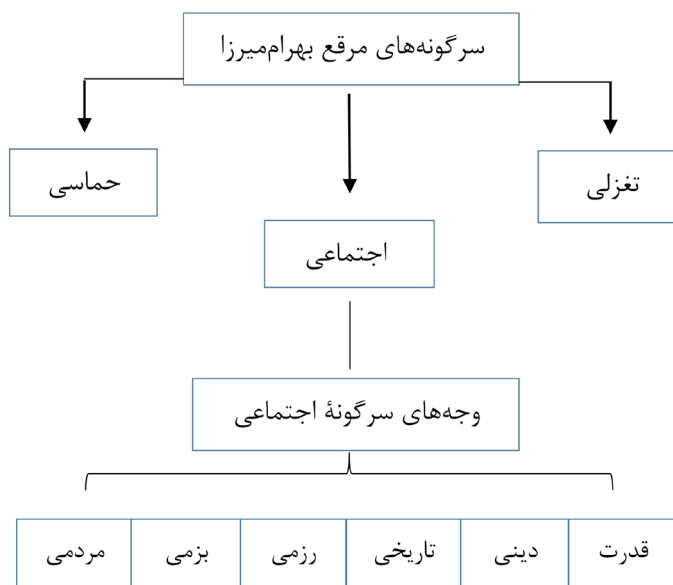 سرگونه‌های مرقع بهرام‌میرزا
تغزلی
حماسی
اجتماعی
وجه‌های سرگونهٔ اجتماعی
قدرت
دینی
تاریخی
رزمی
بزمی
مردمی